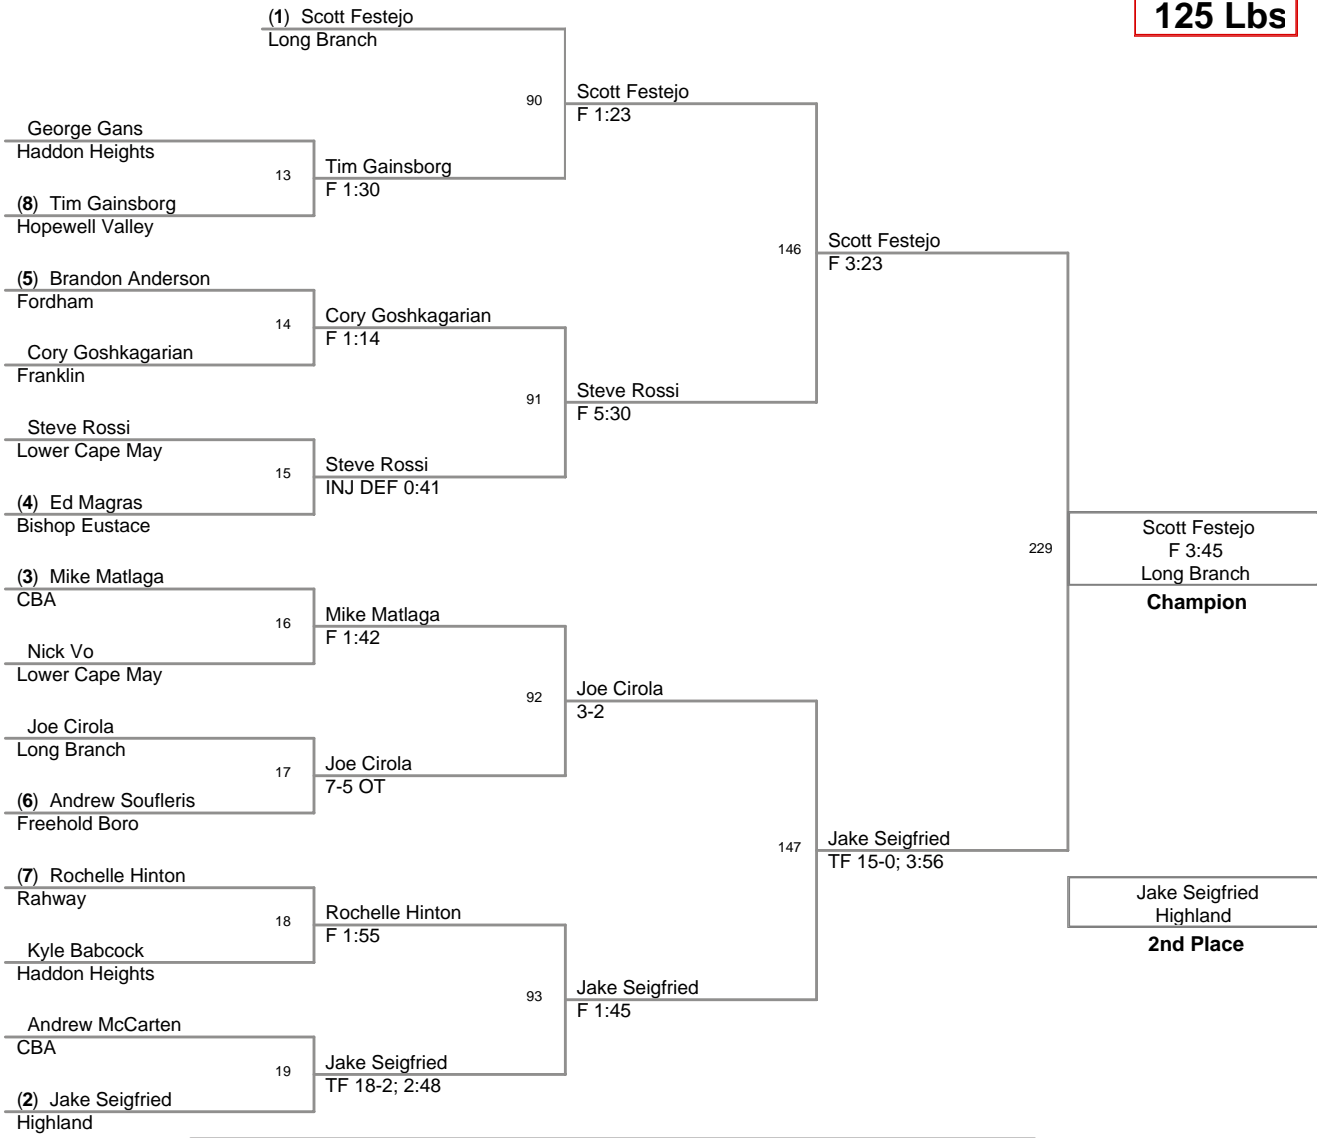 125 Lbs
(1) Scott Festejo
Long Branch
George Gans
Haddon Heights
(8) Tim Gainsborg
Hopewell Valley
(5) Brandon Anderson
Fordham
Cory Goshkagarian
Franklin
Steve Rossi
Lower Cape May
(4) Ed Magras
Bishop Eustace
(3) Mike Matlaga
CBA
Nick Vo
Lower Cape May
Joe Cirola
Long Branch
(6) Andrew Soufleris
Freehold Boro
(7) Rochelle Hinton
Rahway
Kyle Babcock
Haddon Heights
Andrew McCarten
CBA
(2) Jake Seigfried
Highland
13
Tim Gainsborg
F 1:30
14
Cory Goshkagarian
F 1:14
15
Steve Rossi
INJ DEF 0:41
16
Mike Matlaga
F 1:42
17
Joe Cirola
7-5 OT
18
Rochelle Hinton
F 1:55
19
Jake Seigfried
TF 18-2; 2:48
90
Scott Festejo
F 1:23
91
Steve Rossi
F 5:30
92
Joe Cirola
3-2
93
Jake Seigfried
F 1:45
146
Scott Festejo
F 3:23
147
Jake Seigfried
TF 15-0; 3:56
229
Scott Festejo
F 3:45
Long Branch
Champion
Jake Seigfried
Highland
2nd Place